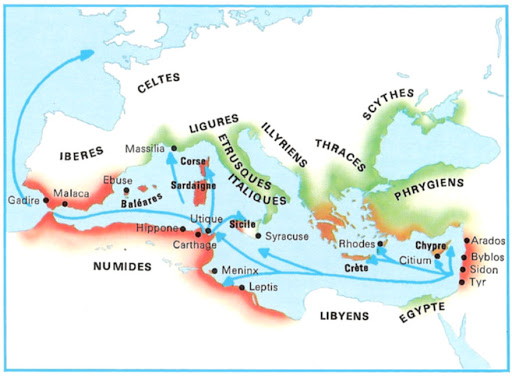 CELTES
SCYTHES
LIGURES
ILLYRIENS
THRACES
Massilia
ETRUSQUES
IBERES
Corse
ITALIQUES
PHRYGIENS
Ebuse
Sardaigne
Malaca
Baléares
Gadire
Utique
Sicile
Hippone
Syracuse
Rhodes
Chypre
Arados
Carthage
Citium
Byblos
NUMIDES
Meninx
Crète
Sidon
Tyr
Leptis
LIBYENS
EGYPTE